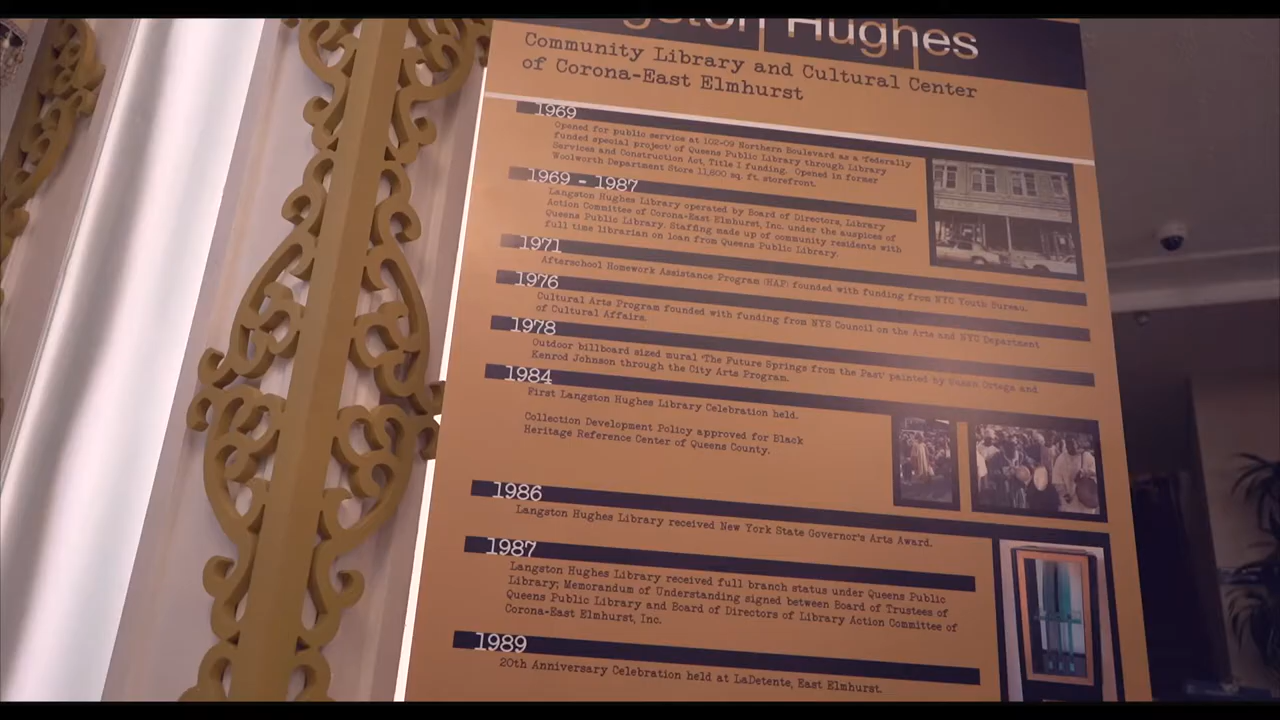 Hughes
Community Library and Cultural Center
of Corona-East Elmhurst
1969
Opened for public service at 102-09 Northern Boulevard as a 'federally
funded special project' of Queens Public Library through Library
Services and Construction Act, Title I funding. Opened in former
Woolworth Department Store 11,600 sq. ft. storefront.
1969 - 1987
Langston Hughes Library operated by Board of Directors, Library
Action Committee of Corona-East Elmhurst, Inc. under the auspices of
Queens Public Library. Staffing made up of community residents with
full time librarian on loan from Queens Public Library.
1971
Afterschool Homework Assistance Program (HAP) founded with funding from NYC Youth Bureau.
1976
Cultural Arts Program founded with funding from NYS Council on the Arts and NYC Department
of Cultural Affairs.
1978
Outdoor billboard sized mural 'The Future Springs from the Past' painted by Susan Ortega and
Kenrod Johnson through the City Arts Program.
1984
First Langston Hughes Library Celebration held.
Collection Development Policy approved for Black
Heritage Reference Center of Queens County.
1986
Langston Hughes Library received New York State Governor's Arts Award.
1987
Langston Hughes Library received full branch status under Queens Public
Library; Memorandum of Understanding signed between Board of Trustees of
Queens Public Library and Board of Directors of Library Action Committee of
Corona-East Elmhurst, Inc.
1989
20th Anniversary Celebration held at LaDetente, East Elmhurst.